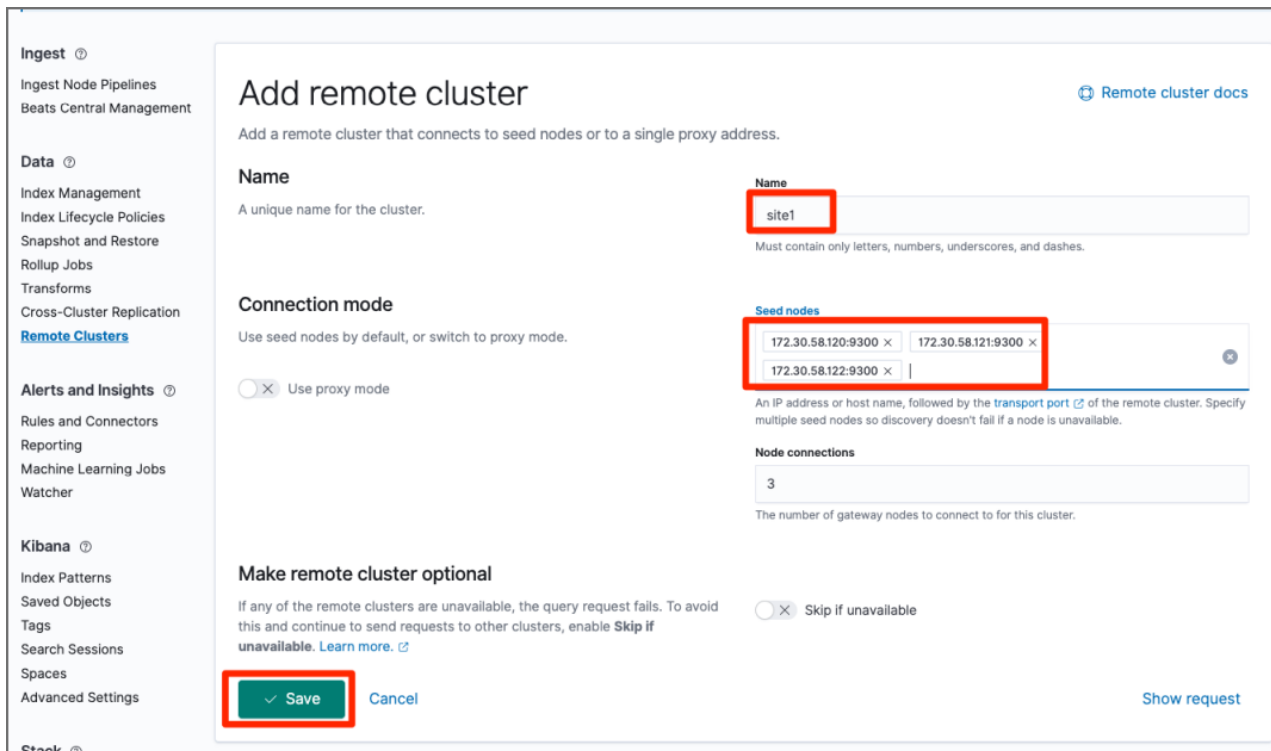 Ingest
Ingest Node Pipelines
Beats Central Management
Data
Index Management
Index Lifecycle Policies
Snapshot and Restore
Rollup Jobs
Transforms
Cross-Cluster Replication
Remote Clusters
Alerts and Insights
Rules and Connectors
Reporting
Machine Learning Jobs
Watcher
Kibana
Index Patterns
Saved Objects
Tags
Search Sessions
Spaces
Advanced Settings
Stack
Add remote cluster
Remote cluster docs
Add a remote cluster that connects to seed nodes or to a single proxy address.
Name
A unique name for the cluster.
Name
site1
Must contain only letters, numbers, underscores, and dashes.
Connection mode
Use seed nodes by default, or switch to proxy mode.
Use proxy mode
Seed nodes
172.30.58.120:9300 × 172.30.58.121:9300 ×
172.30.58.122:9300 ×
An IP address or host name, followed by the transport port of the remote cluster. Specify
multiple seed nodes so discovery doesn't fail if a node is unavailable.
Node connections
3
The number of gateway nodes to connect to for this cluster.
Make remote cluster optional
If any of the remote clusters are unavailable, the query request fails. To avoid
this and continue to send requests to other clusters, enable Skip if
unavailable. Learn more.
Skip if unavailable
Save
Cancel
Show request